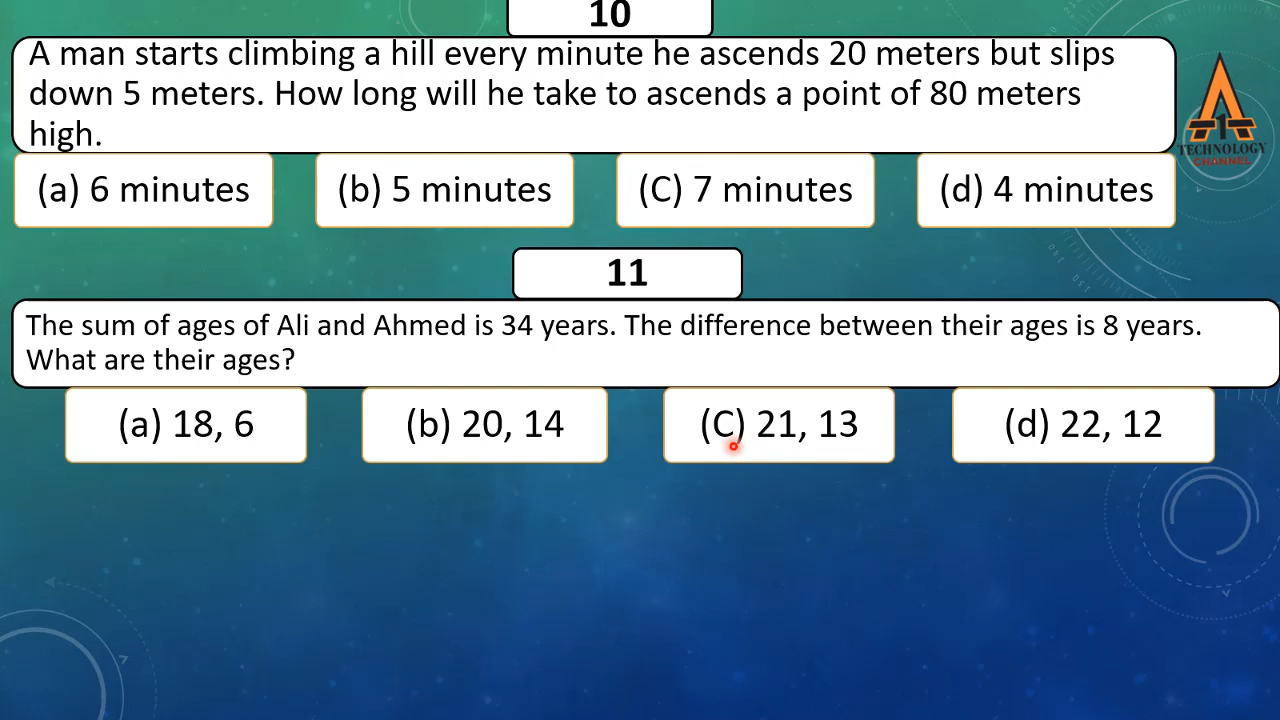 10
A man starts climbing a hill every minute he ascends 20 meters but slips
down 5 meters. How long will he take to ascends a point of 80 meters
high.
(a) 6 minutes
(b) 5 minutes
(C) 7 minutes
(d) 4 minutes
A1
TECHNOLOGY
CHANNEL
11
The sum of ages of Ali and Ahmed is 34 years. The difference between their ages is 8 years.
What are their ages?
(a) 18, 6
(b) 20, 14
(C) 21, 13
(d) 22, 12